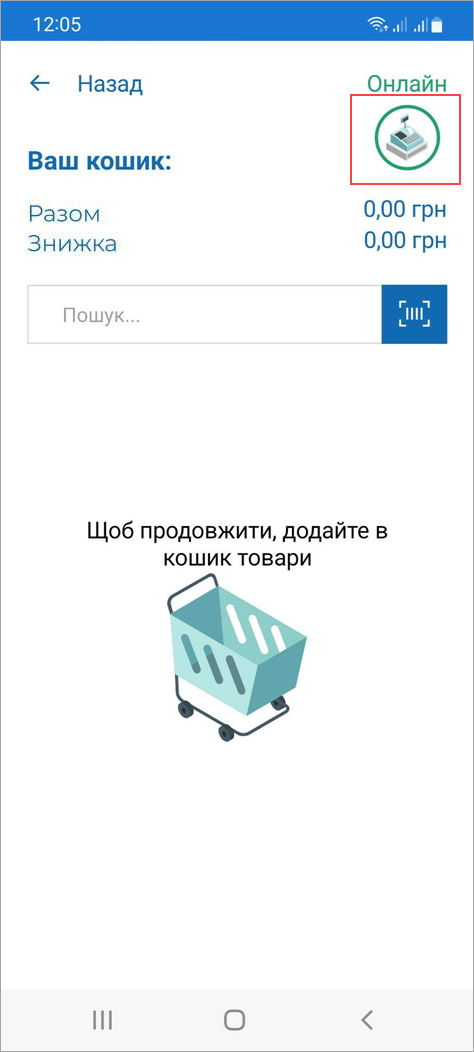 12:05
Назад
Онлайн
Ваш кошик:
Разом 0,00 грн
Знижка 0,00 грн
Пошук...
Щоб продовжити, додайте в
кошик товари